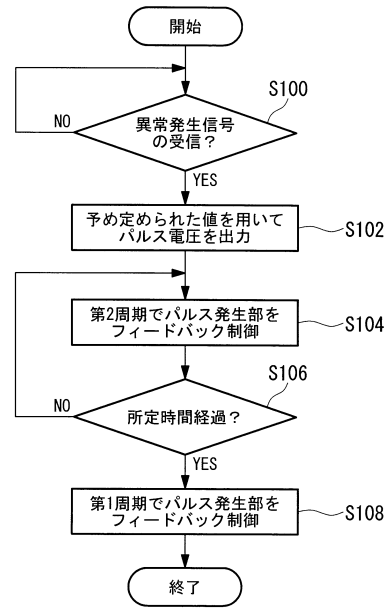 開始
S100
異常発生信号
の受信？
NO
YES
予め定められた値を用いて
パルス電圧を出力
S102
第2周期でパルス発生部を
フィードバック制御
S104
S106
所定時間経過？
NO
YES
第1周期でパルス発生部を
フィードバック制御
S108
終了